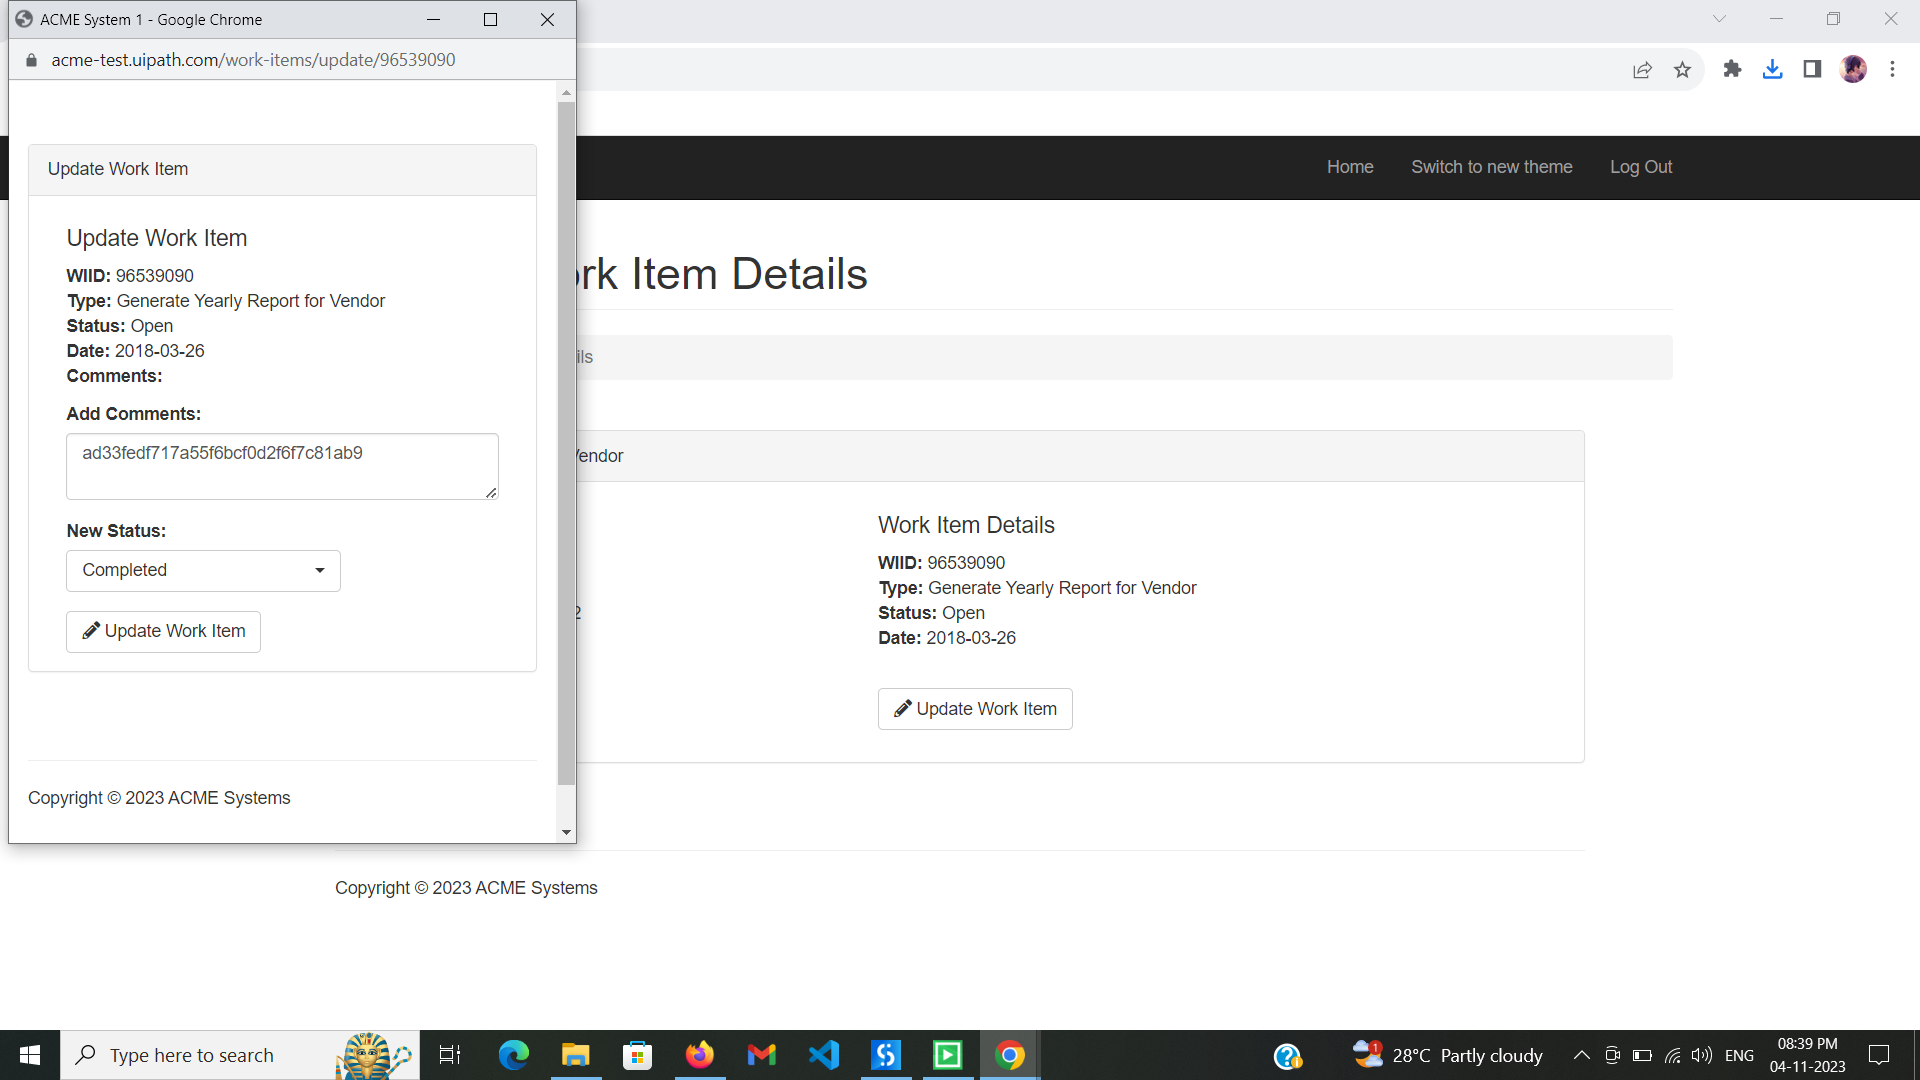 ACME System 1 - Google Chrome
acme-test.uipath.com/work-items/update/96539090
Update Work Item
Update Work Item
WIID: 96539090
Type: Generate Yearly Report for Vendor
Status: Open
Date: 2018-03-26
Comments:
Add Comments:
ad33fedf717a55f6bcf0d2f6f7c81ab9
New Status:
Completed
Update Work Item
Copyright © 2023 ACME Systems
Home Switch to new theme Log Out
ork Item Details
ils
Vendor
2
Work Item Details
WIID: 96539090
Type: Generate Yearly Report for Vendor
Status: Open
Date: 2018-03-26
Update Work Item
Copyright © 2023 ACME Systems
Type here to search
1
28°C Partly cloudy
ENG
08:39 PM
04-11-2023